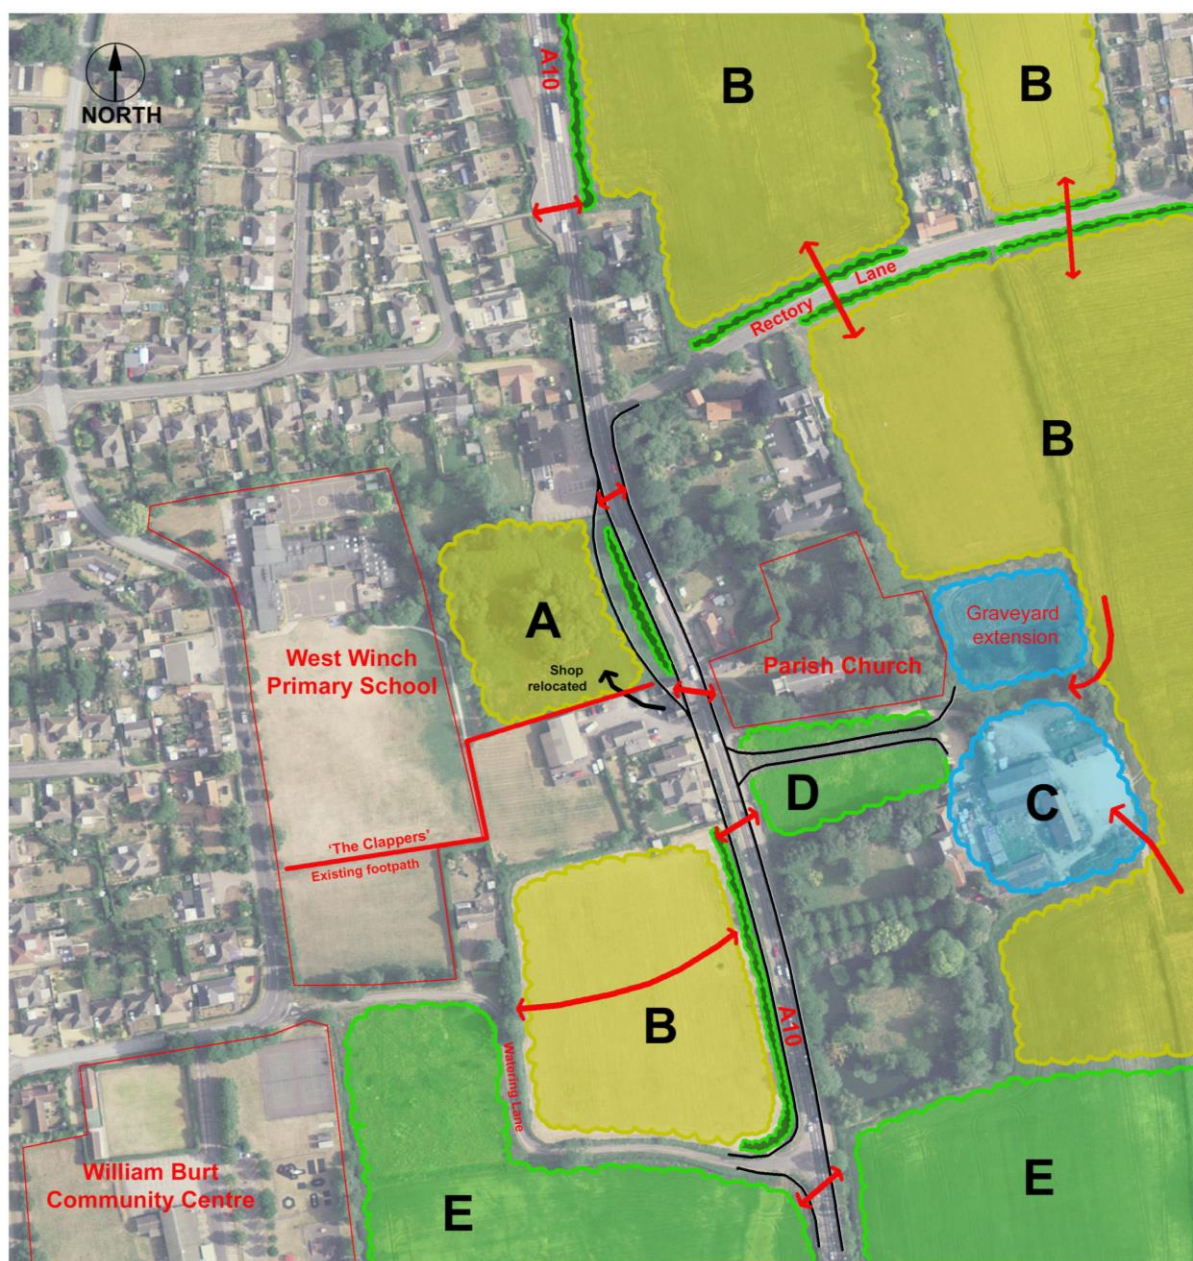 NORTH
A10
B
B
Rectory Lane
B
A
Shop
relocated
West Winch
Primary School
Parish Church
Graveyard
extension
D
C
'The Clappers'
Existing footpath
B
A10
Watering Lane
William Burt
Community Centre
E
E